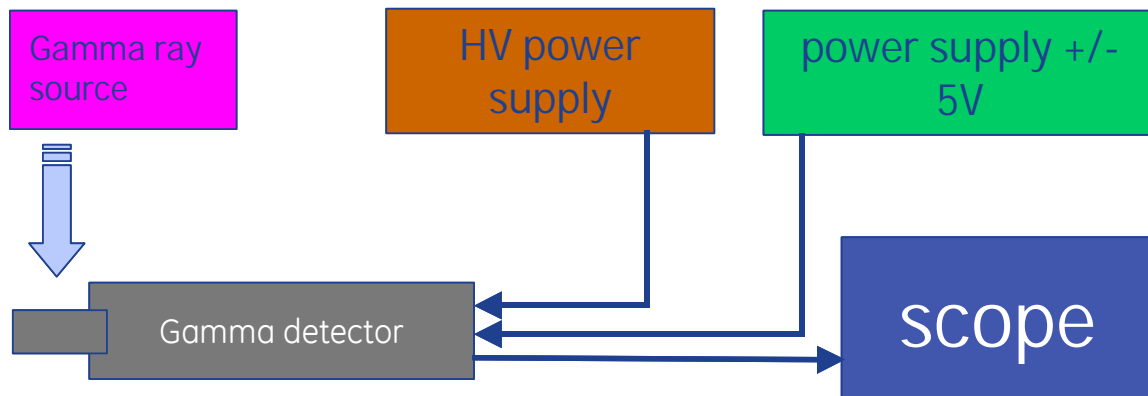 Gamma ray
source
HV power
supply
power supply +/-
5V
Gamma detector
scope